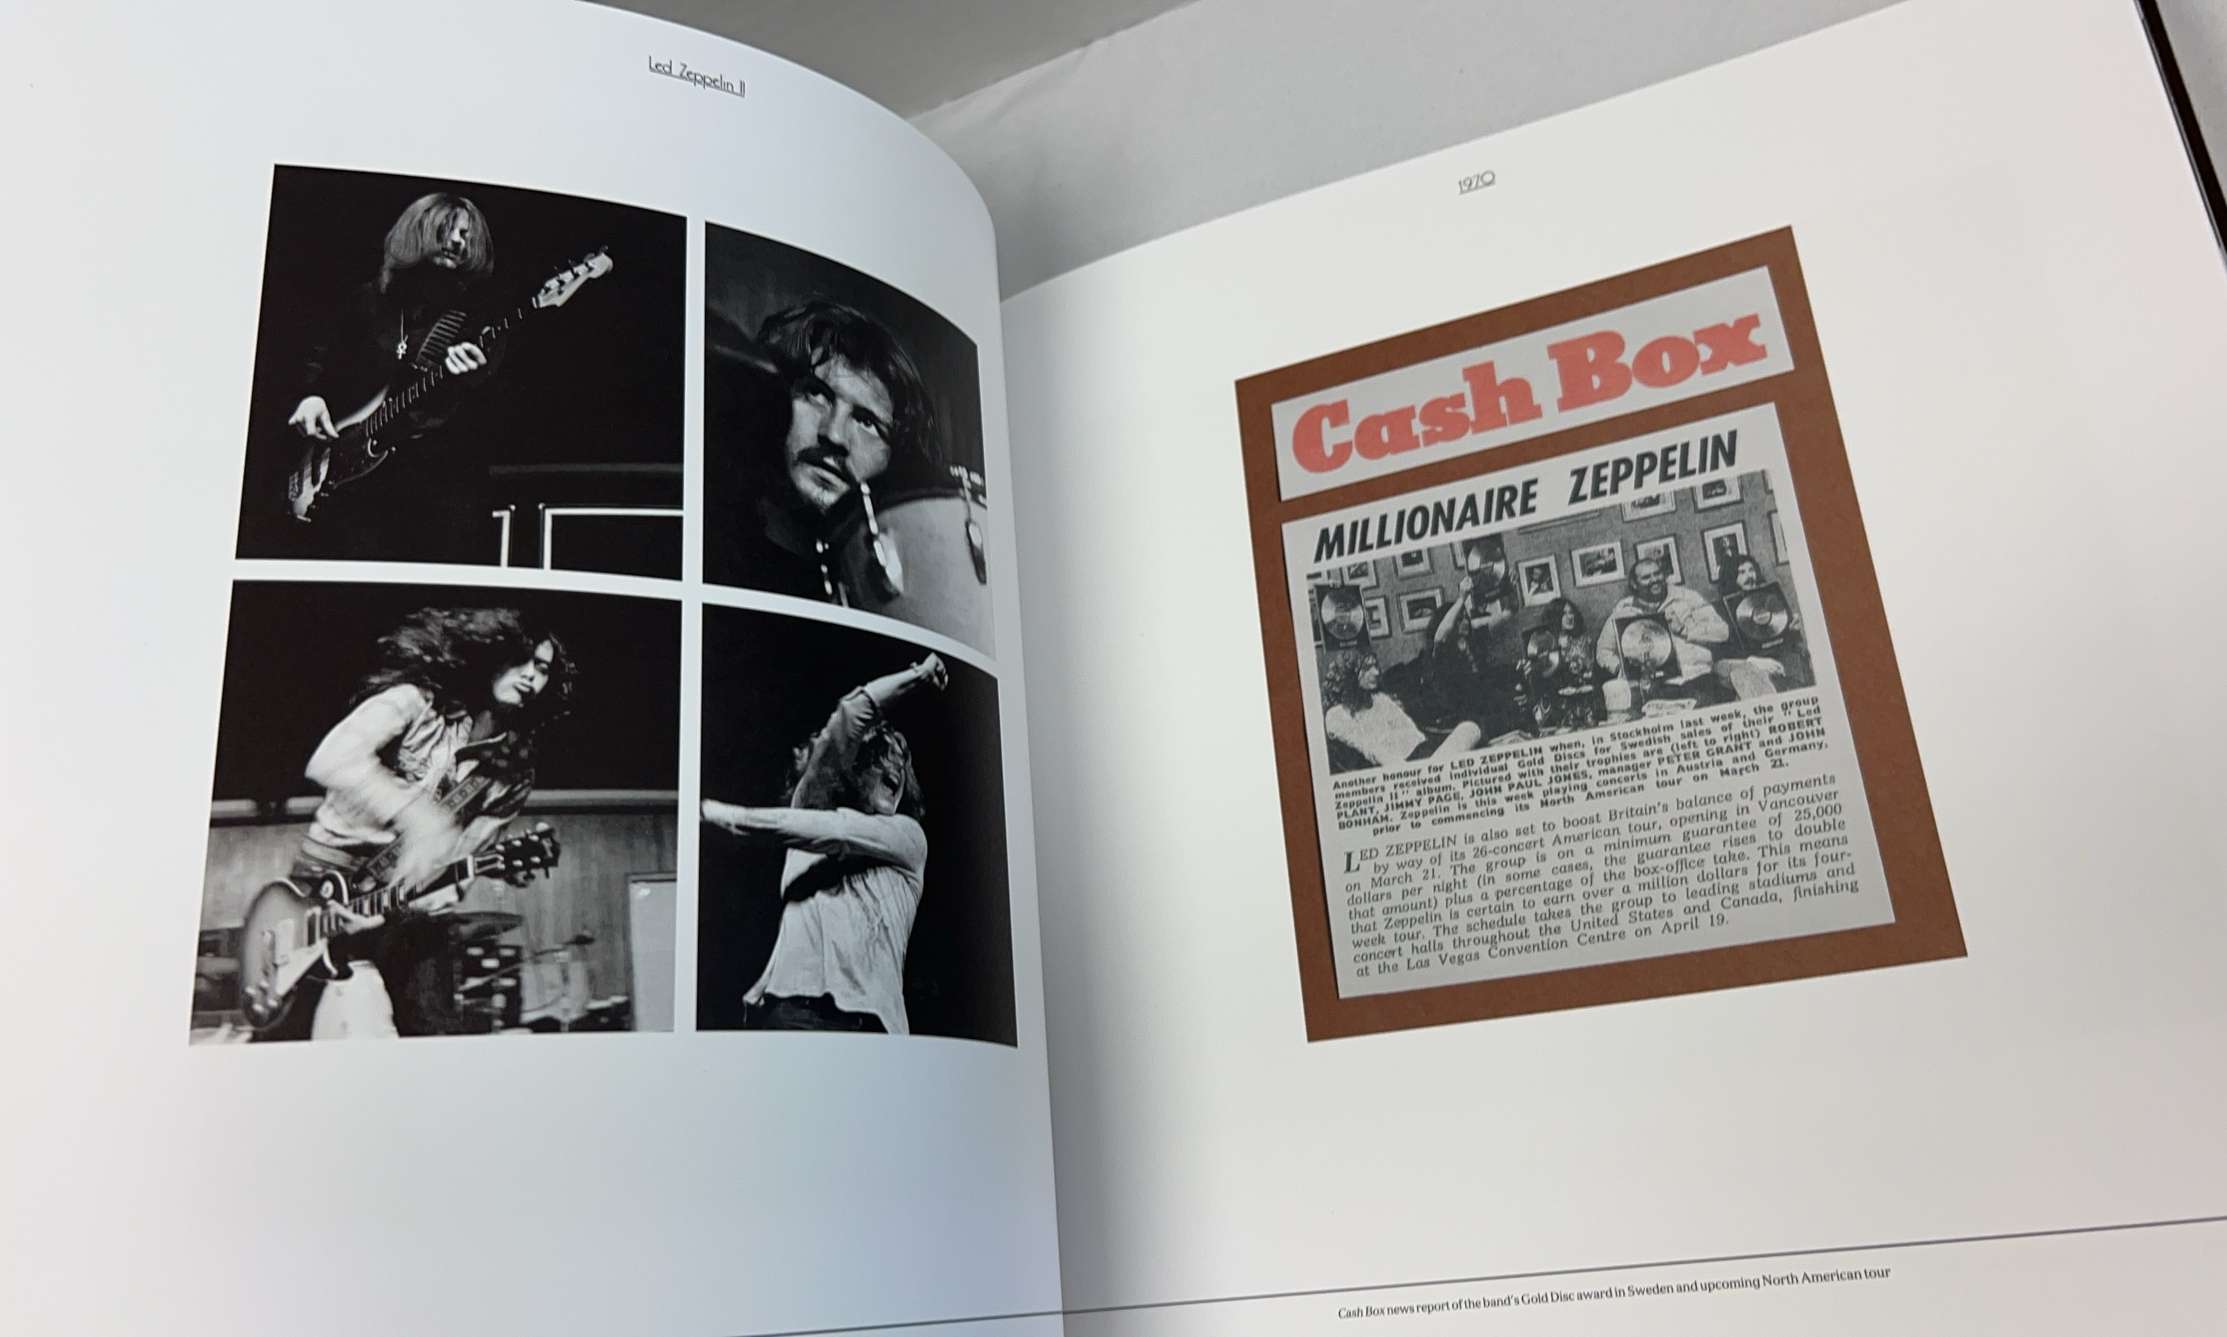 Led Zeppelin II
1970
Cash Box
MILLIONAIRE ZEPPELIN
Another honour for LED ZEPPELIN when, in Stockholm last week, the group
members received individual Gold Discs for Swedish sales of their "Led
Zeppelin II" album. Pictured with their trophies are (left to right) ROBERT
PLANT, JIMMY PAGE, JOHN PAUL JONES, manager PETER GRANT and JOHN
BONHAM. Zeppelin is this week playing concerts in Austria and Germany,
prior to commencing its North American tour on March 21.
LED ZEPPELIN is also set to boost Britain's balance of payments
by way of its 26-concert American tour, opening in Vancouver
on March 21. The group is on a minimum guarantee of 25,000
dollars per night (in some cases, the guarantee rises to double
that amount) plus a percentage of the box-office take. This means
that Zeppelin is certain to earn over a million dollars for its four-
week tour. The schedule takes the group to leading stadiums and
concert halls throughout the United States and Canada, finishing
at the Las Vegas Convention Centre on April 19.
Cash Box news report of the band's Gold Disc award in Sweden and upcoming North American tour